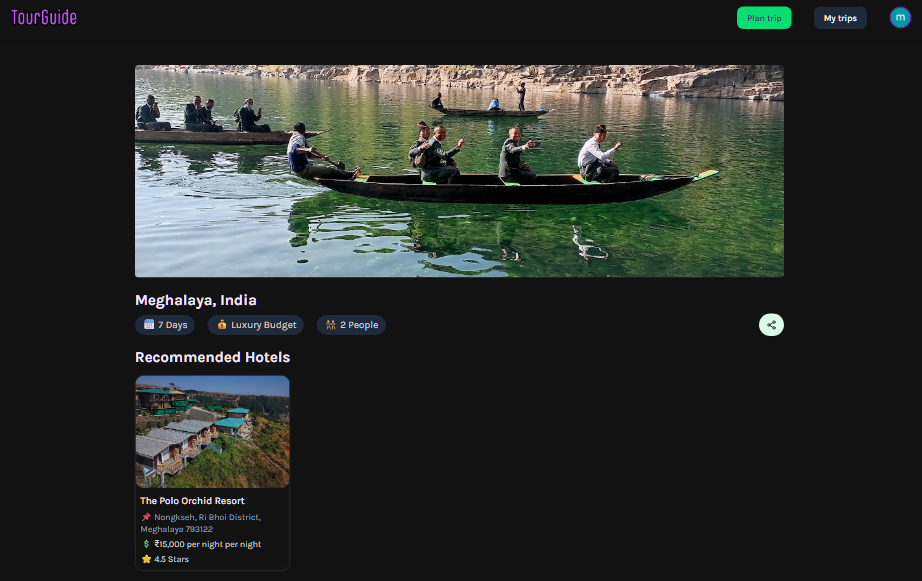 TourGuide
Plan trip
My trips
m
Meghalaya, India
7 Days
Luxury Budget
2 People
Recommended Hotels
The Polo Orchid Resort
Nongkseh, Ri Bhoi District,
Meghalaya 793122
₹15,000 per night per night
4.5 Stars